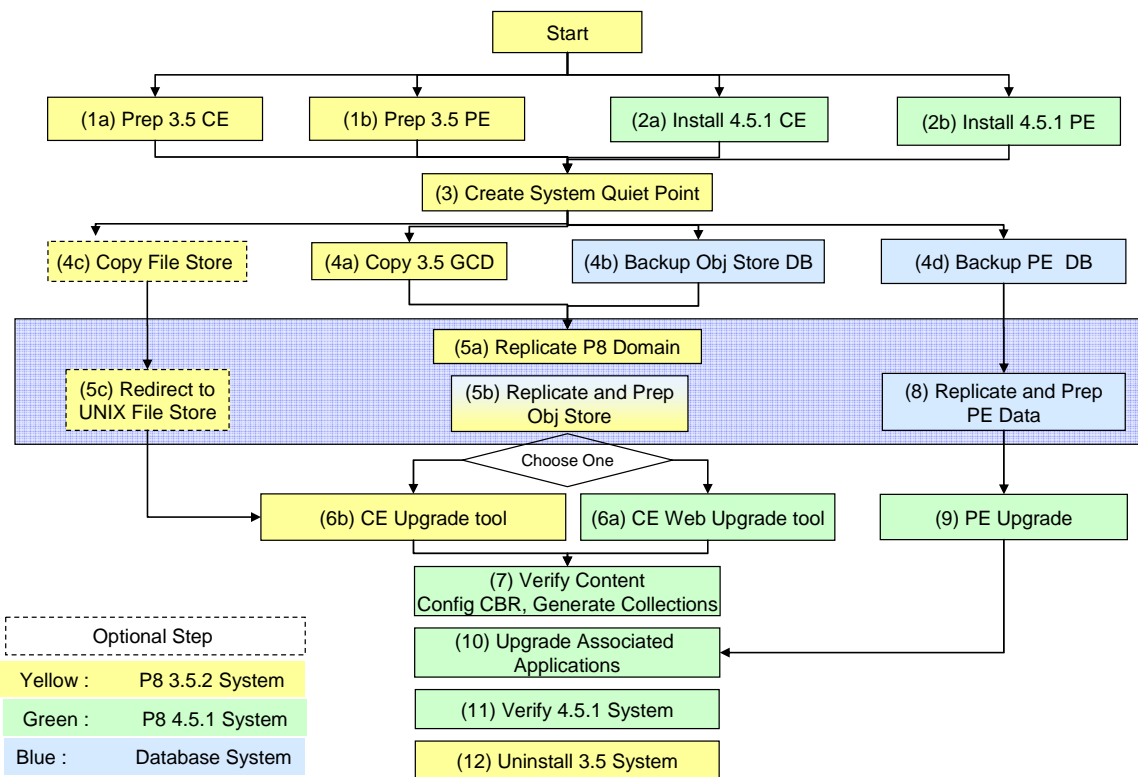 Start
(1a) Prep 3.5 CE
(1b) Prep 3.5 PE
(2a) Install 4.5.1 CE
(2b) Install 4.5.1 PE
(3) Create System Quiet Point
(4c) Copy File Store
(4a) Copy 3.5 GCD
(4b) Backup Obj Store DB
(4d) Backup PE DB
(5a) Replicate P8 Domain
(5c) Redirect to
UNIX File Store
(5b) Replicate and Prep
Obj Store
(8) Replicate and Prep
PE Data
Choose One
(6b) CE Upgrade tool
(6a) CE Web Upgrade tool
(9) PE Upgrade
(7) Verify Content
Config CBR, Generate Collections
(10) Upgrade Associated
Applications
(11) Verify 4.5.1 System
(12) Uninstall 3.5 System
Optional Step
Yellow : P8 3.5.2 System
Green : P8 4.5.1 System
Blue : Database System